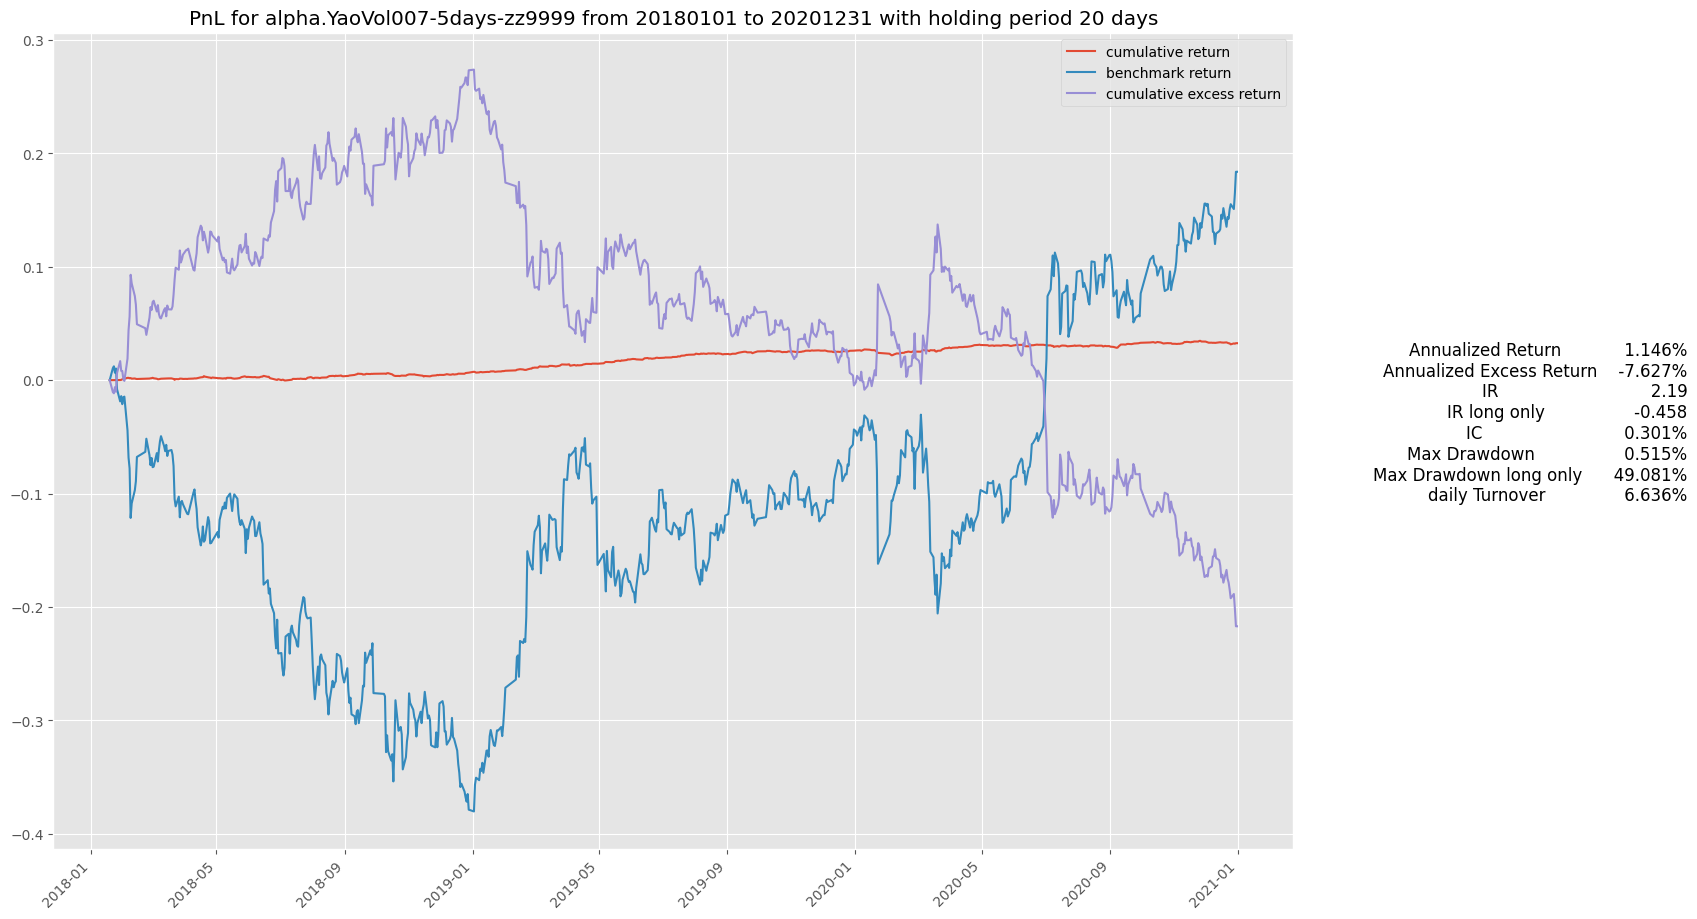 PnL for alpha.YaoVol007-5days-zz9999 from 20180101 to 20201231 with holding period 20 days
cumulative return
benchmark return
cumulative excess return
0.3
0.2
0.1
0.0
−0.1
−0.2
−0.3
−0.4
2018-01
2018-05
2018-09
2019-01
2019-05
2019-09
2020-01
2020-05
2020-09
2021-01
Annualized Return 1.146%
Annualized Excess Return -7.627%
IR 2.19
IR long only -0.458
IC 0.301%
Max Drawdown 0.515%
Max Drawdown long only 49.081%
daily Turnover 6.636%